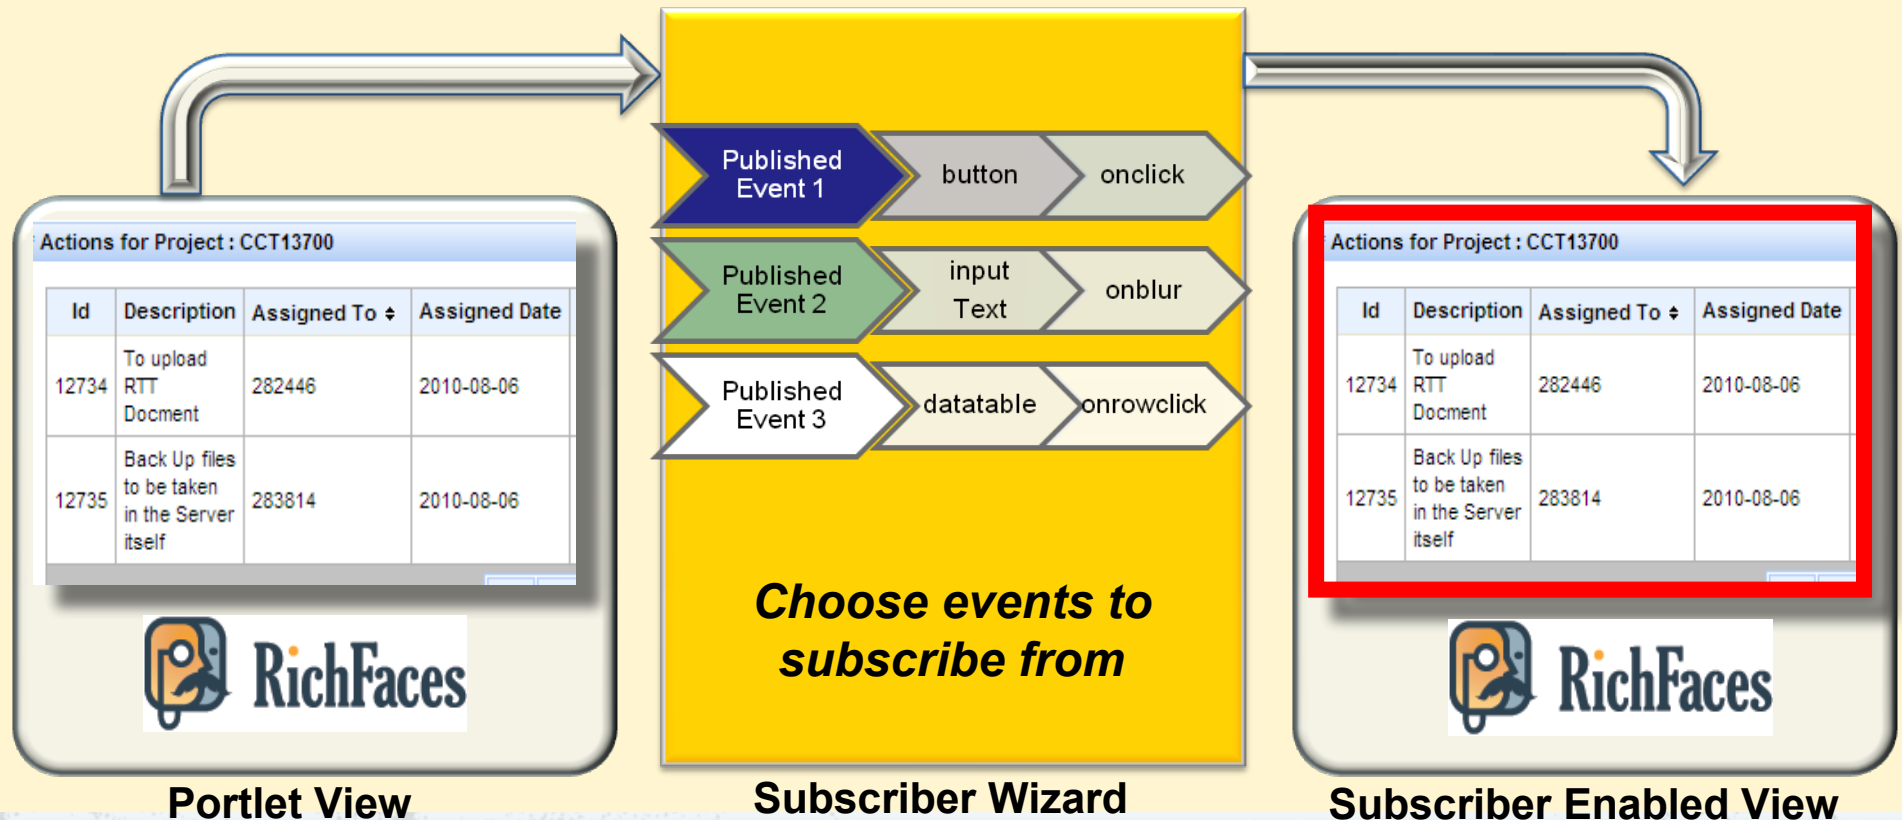 Actions for Project : CCT13700
Id Description Assigned To Assigned Date
12734 To upload RTT Docment 282446 2010-08-06
12735 Back Up files to be taken in the Server itself 283814 2010-08-06
RichFaces
Portlet View
Published
Event 1
button
onclick
Published
Event 2
input
Text
onblur
Published
Event 3
datatable
onrowclick
Choose events to
subscribe from
Subscriber Wizard
Actions for Project : CCT13700
Id Description Assigned To Assigned Date
12734 To upload RTT Docment 282446 2010-08-06
12735 Back Up files to be taken in the Server itself 283814 2010-08-06
RichFaces
Subscriber Enabled View